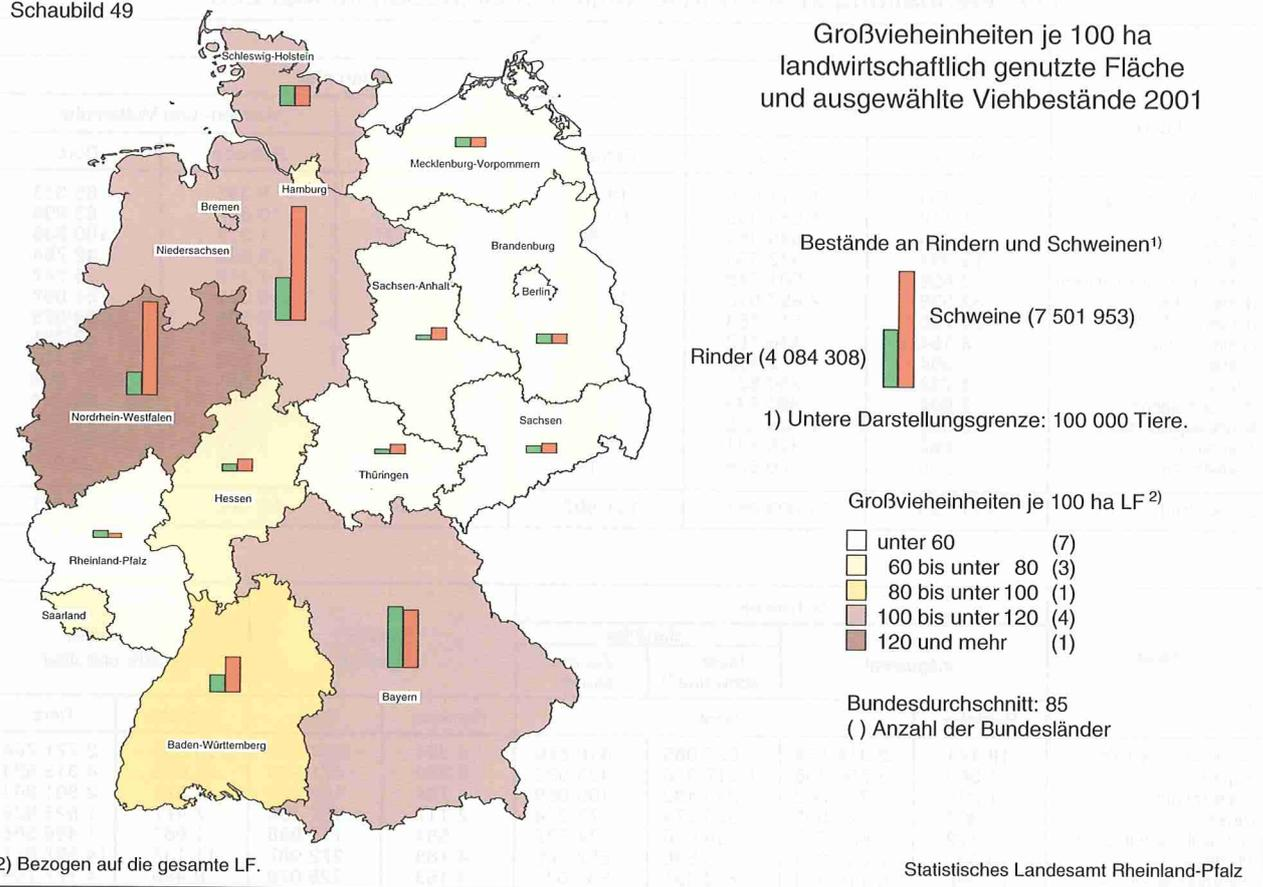 Schaubild 49
Großvieheinheiten je 100 ha
landwirtschaftlich genutzte Fläche
und ausgewählte Viehbestände 2001
Schleswig-Holstein
Mecklenburg-Vorpommern
Hamburg
Bremen
Niedersachsen
Brandenburg
Sachsen-Anhalt
Berlin
Nordrhein-Westfalen
Sachsen
Thüringen
Hessen
Rheinland-Pfalz
Saarland
Bayern
Baden-Württemberg
Bestände an Rindern und Schweinen1)
Schweine (7 501 953)
Rinder (4 084 308)
1) Untere Darstellungsgrenze: 100 000 Tiere.
Großvieheinheiten je 100 ha LF 2)
unter 60 (7)
60 bis unter 80 (3)
80 bis unter 100 (1)
100 bis unter 120 (4)
120 und mehr (1)
Bundesdurchschnitt: 85
( ) Anzahl der Bundesländer
2) Bezogen auf die gesamte LF.
Statistisches Landesamt Rheinland-Pfalz